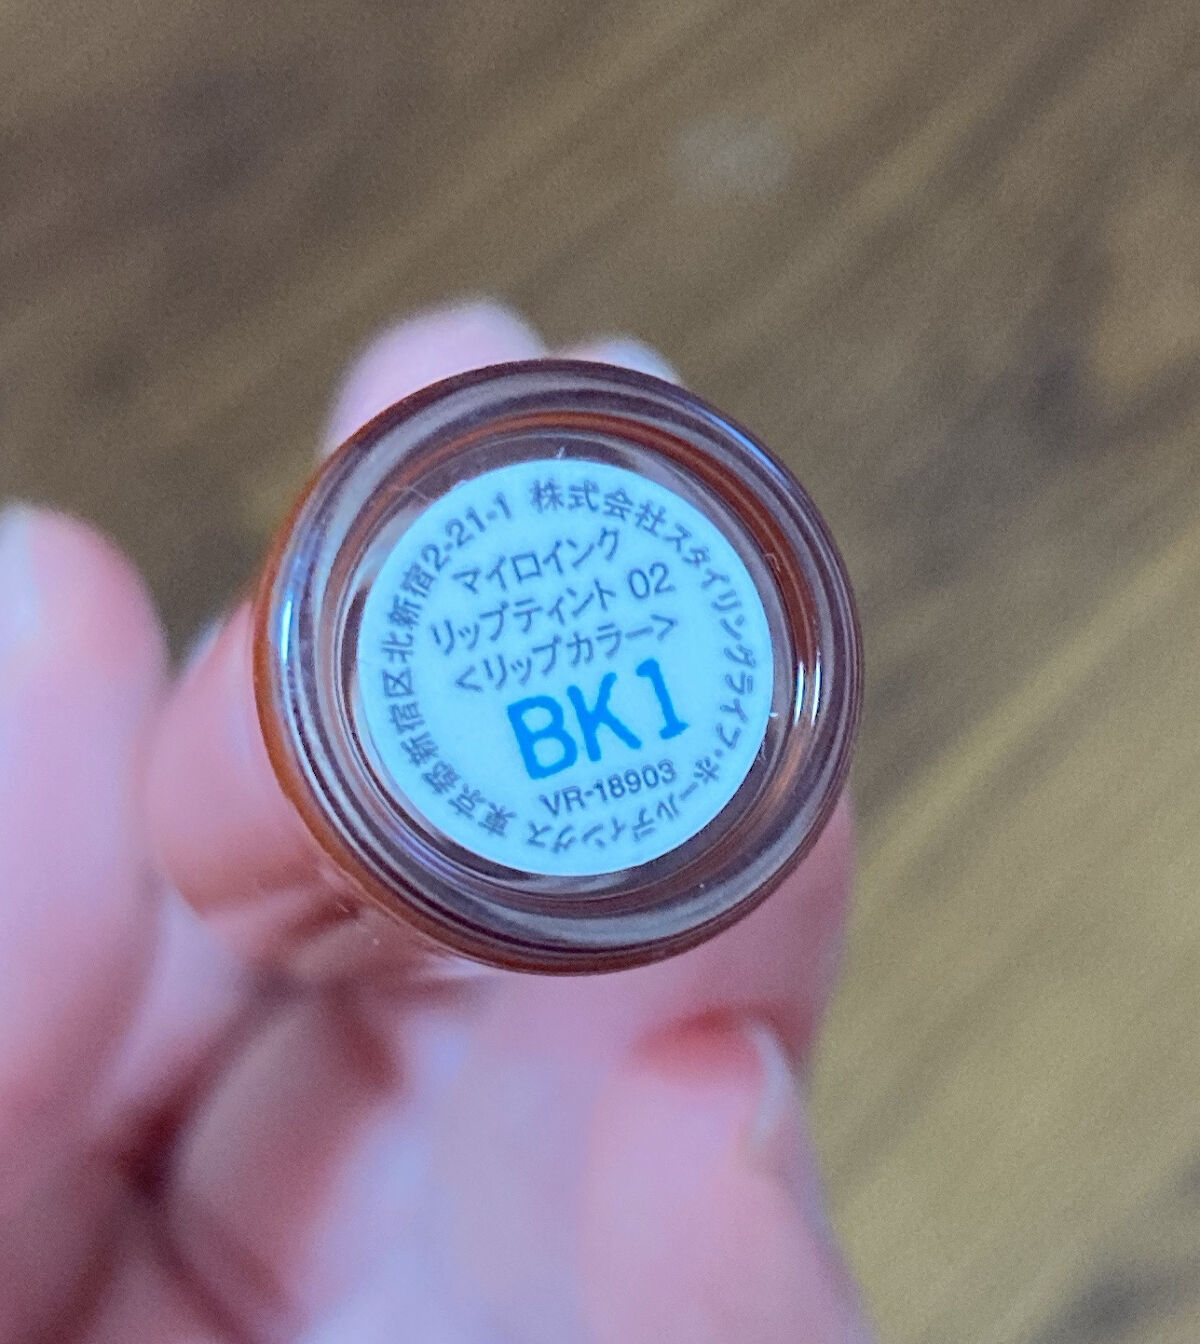 株式会社スタイリングライフ・ホールディングス
東京都新宿区北新宿2-21-1
マイロインク
リップティント 02
<リップカラー>
BK1
VR-18903